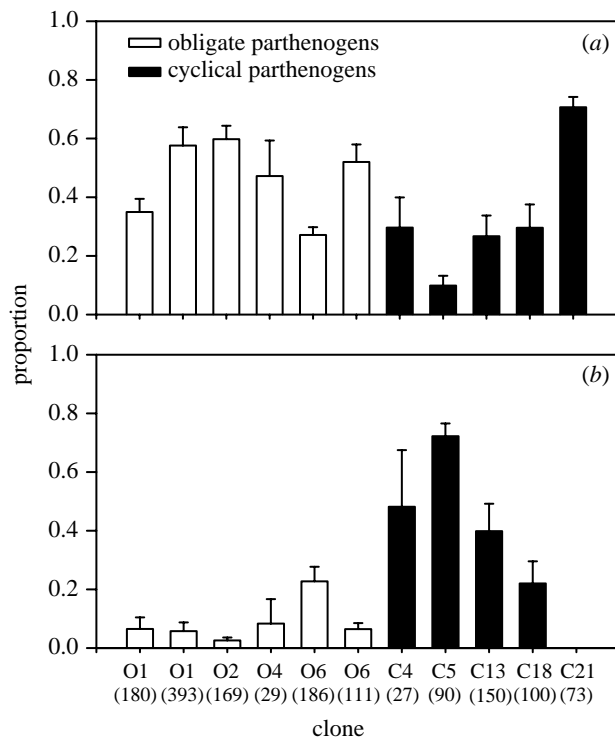 1.0
obligate parthenogens
(a)
cyclical parthenogens
0.8
0.6
0.4
0.2
0.0
proportion
1.0
(b)
0.8
0.6
0.4
0.2
0.0
O1 O1 O2 O4 O6 O6 C4 C5 C13 C18 C21
(180) (393) (169) (29) (186) (111) (27) (90) (150) (100) (73)
clone